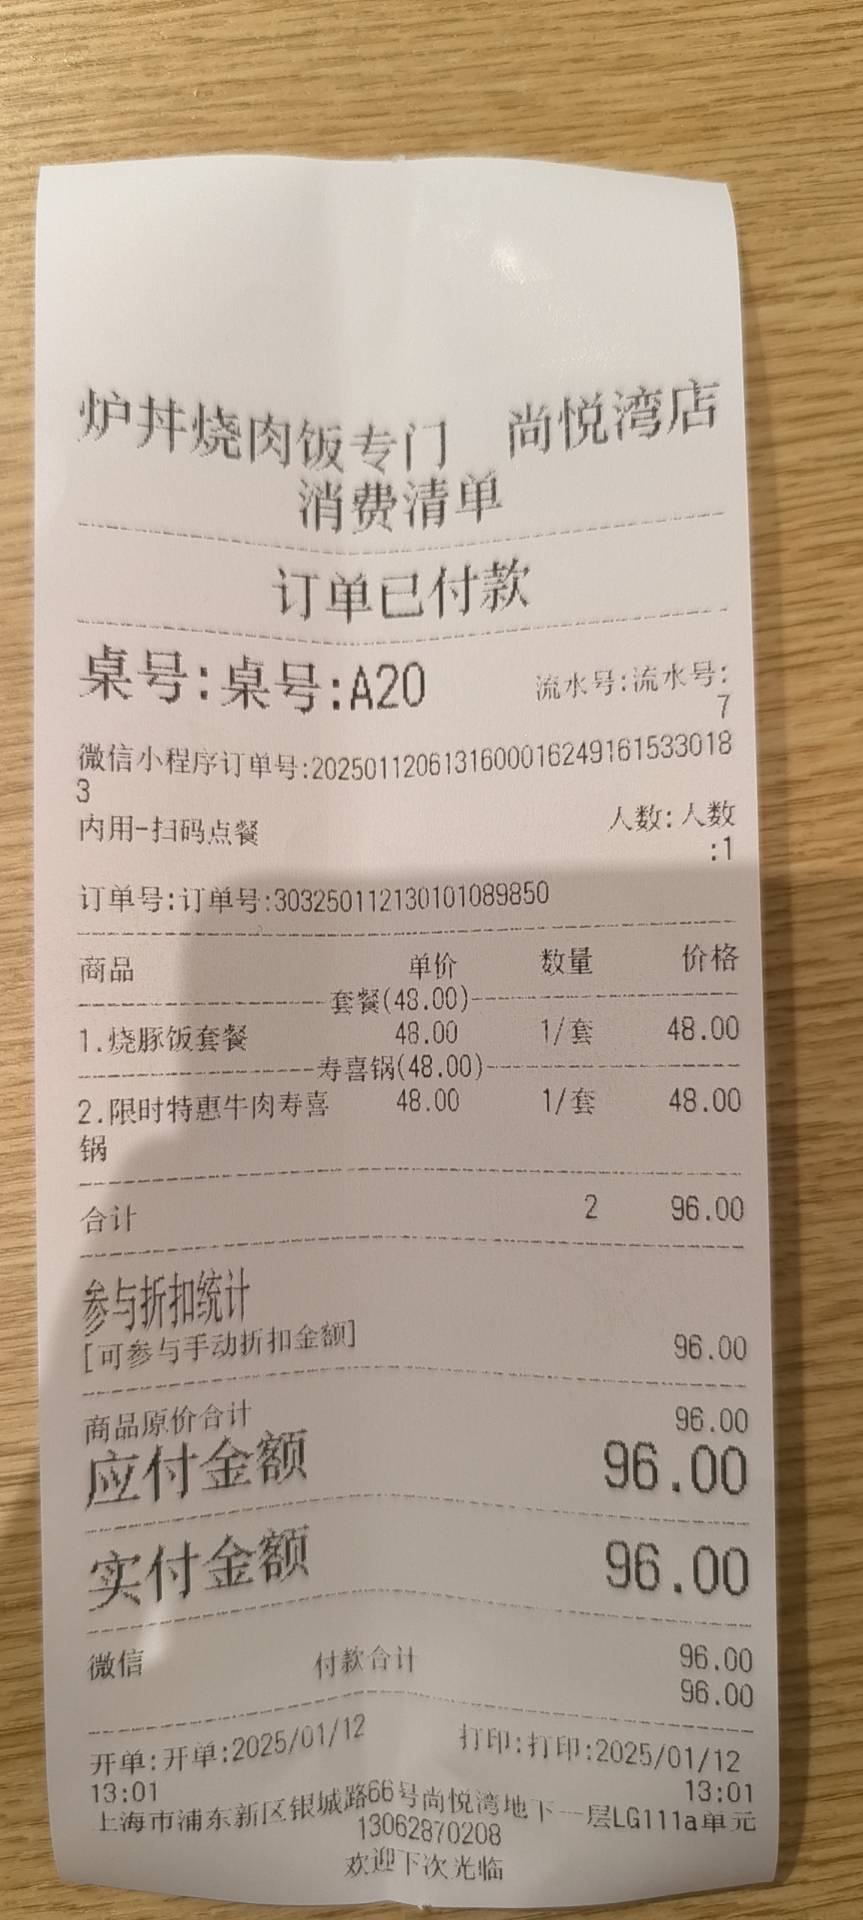 炉丼烧肉饭专门 尚悦湾店
消费清单
订单已付款
桌号:桌号:A20 流水号:流水号:
7
微信小程序订单号:2025011206131600016249161533018
3
内用-扫码点餐 人数:人数
:1
订单号:订单号:303250112130101089850
商品 单价 数量 价格
套餐(48.00)
1.烧豚饭套餐 48.00 1/套 48.00
寿喜锅(48.00)
2.限时特惠牛肉寿喜 48.00 1/套 48.00
锅
合计 2 96.00
参与折扣统计
[可参与手动折扣金额] 96.00
商品原价合计 96.00
应付金额 96.00
实付金额 96.00
微信 付款合计 96.00
96.00
开单:开单:2025/01/12 打印:打印:2025/01/12
13:01 13:01
上海市浦东新区银城路66号尚悦湾地下一层LG111a单元
13062870208
欢迎下次光临